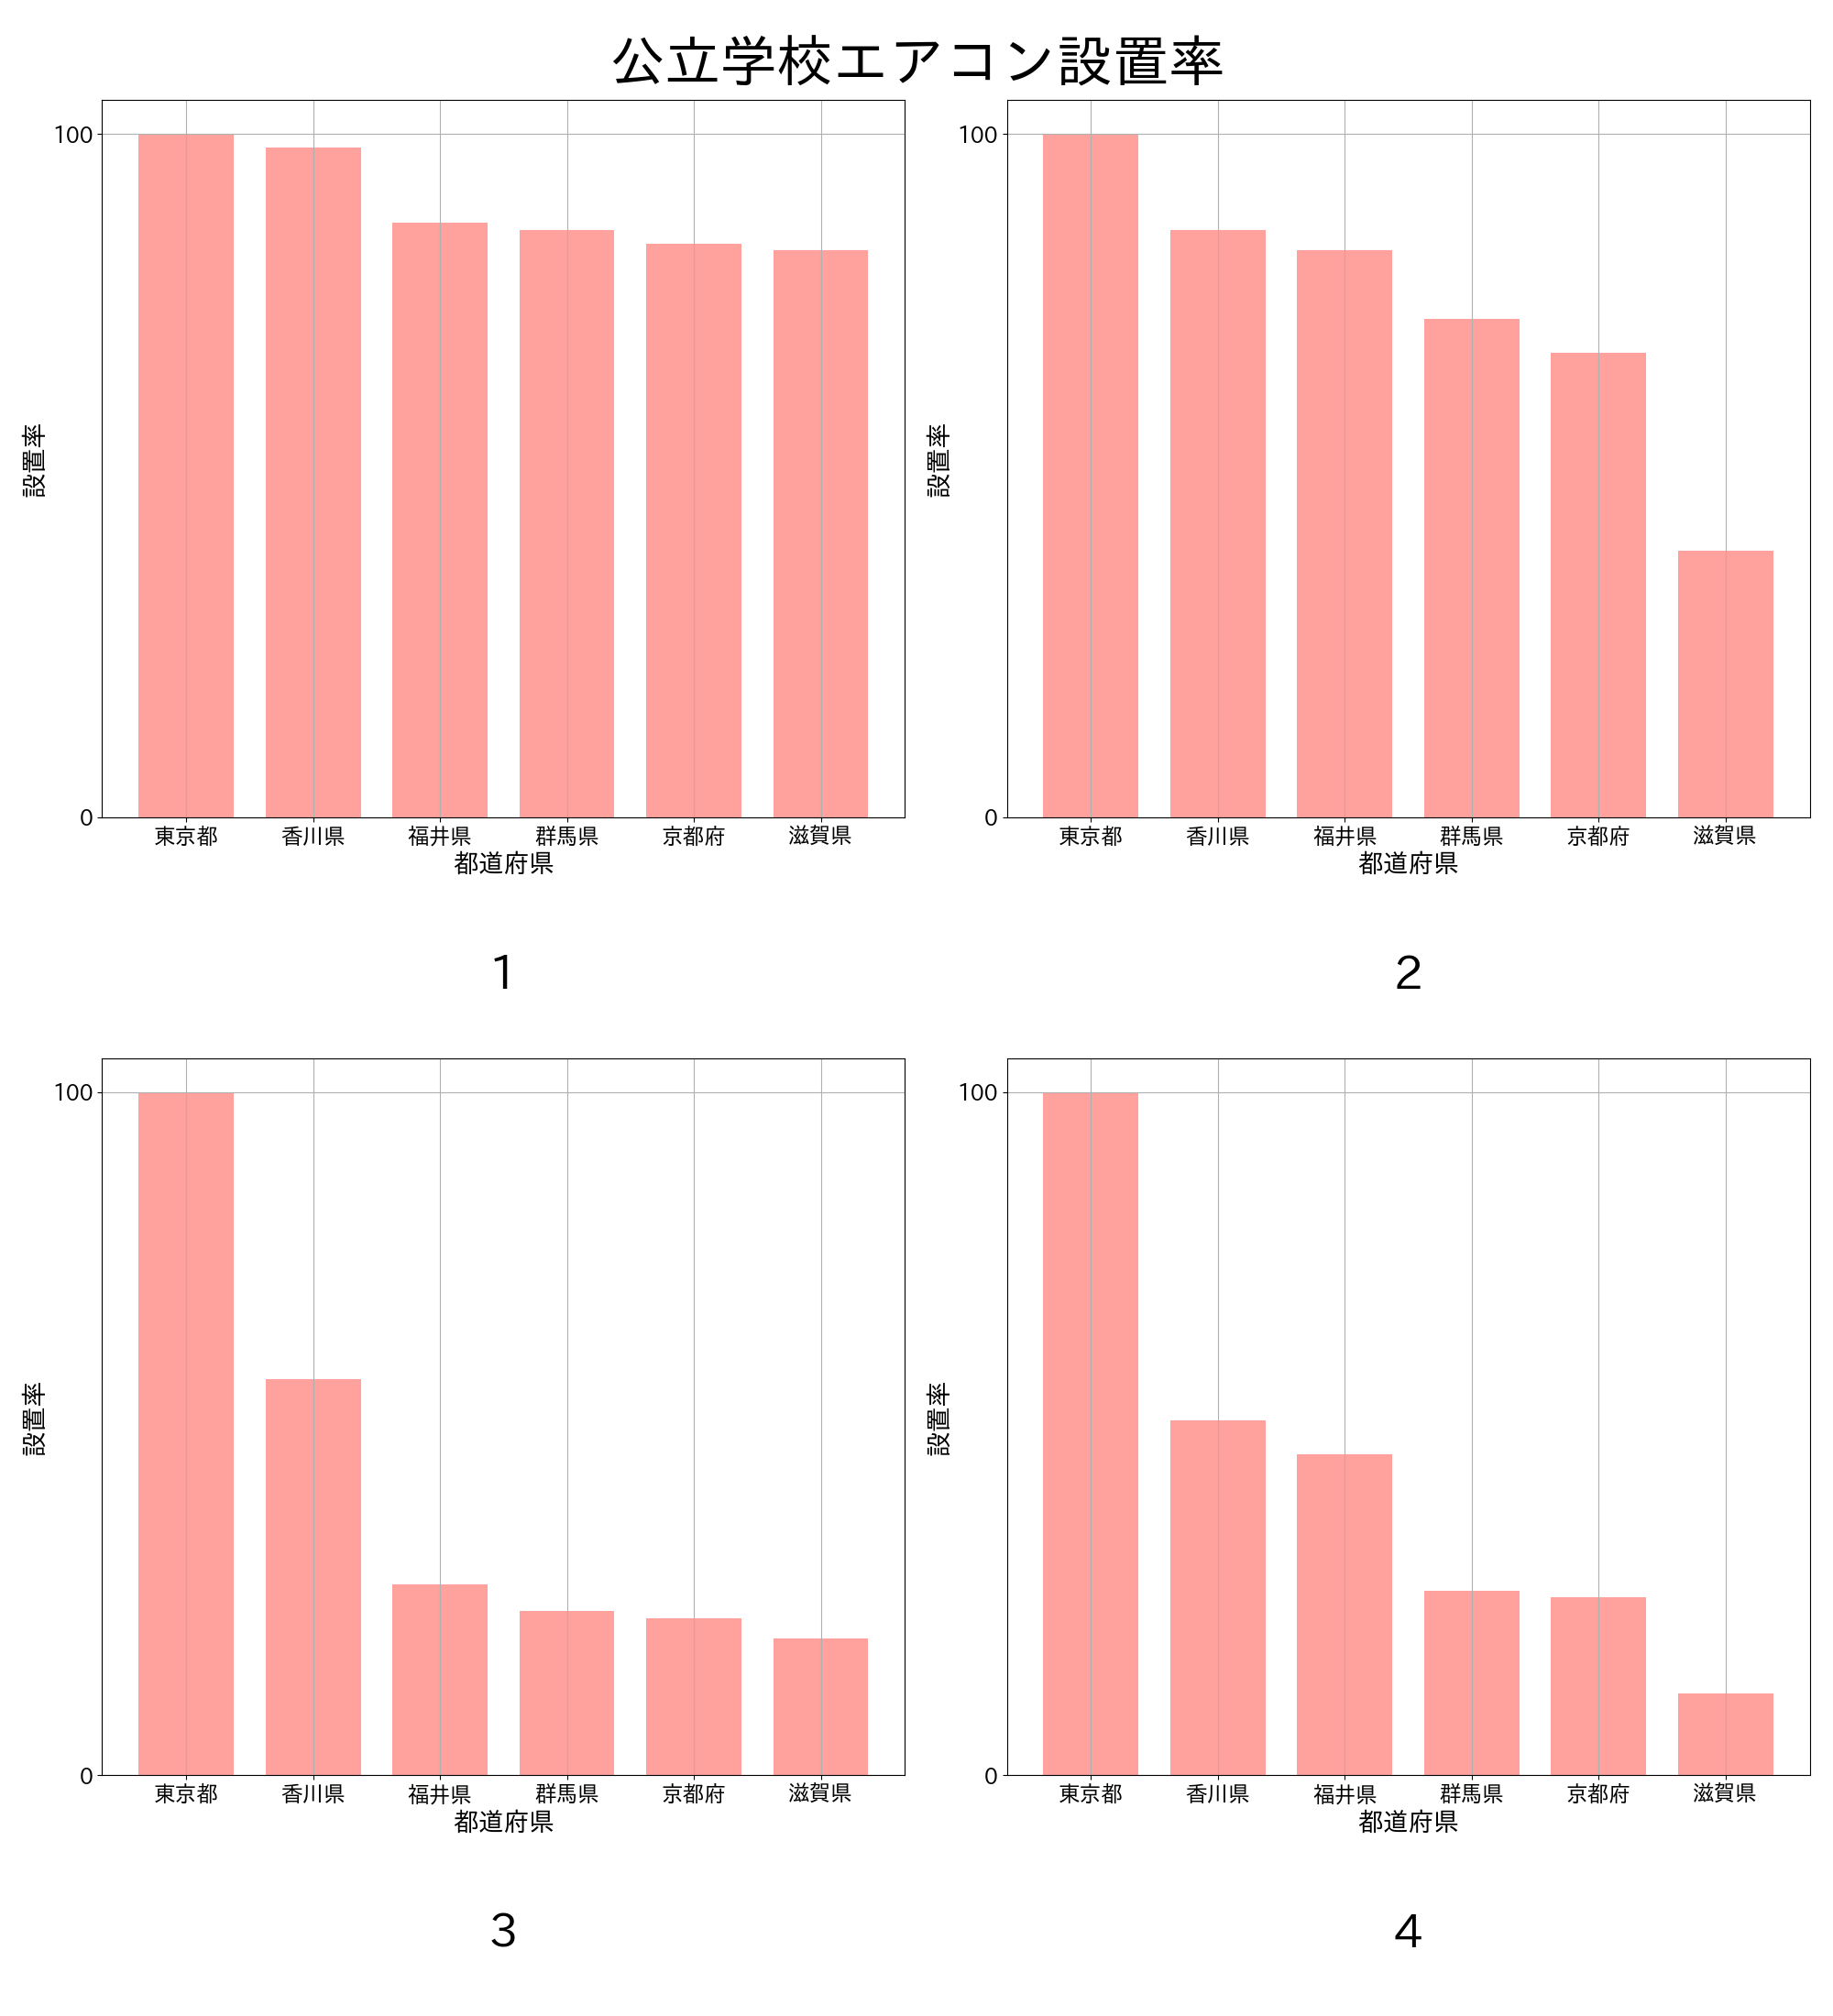 公立学校エアコン設置率
100
設置率
0
東京都 香川県 福井県 群馬県 京都府 滋賀県
都道府県
1
100
設置率
0
東京都 香川県 福井県 群馬県 京都府 滋賀県
都道府県
2
100
設置率
0
東京都 香川県 福井県 群馬県 京都府 滋賀県
都道府県
3
100
設置率
0
東京都 香川県 福井県 群馬県 京都府 滋賀県
都道府県
4